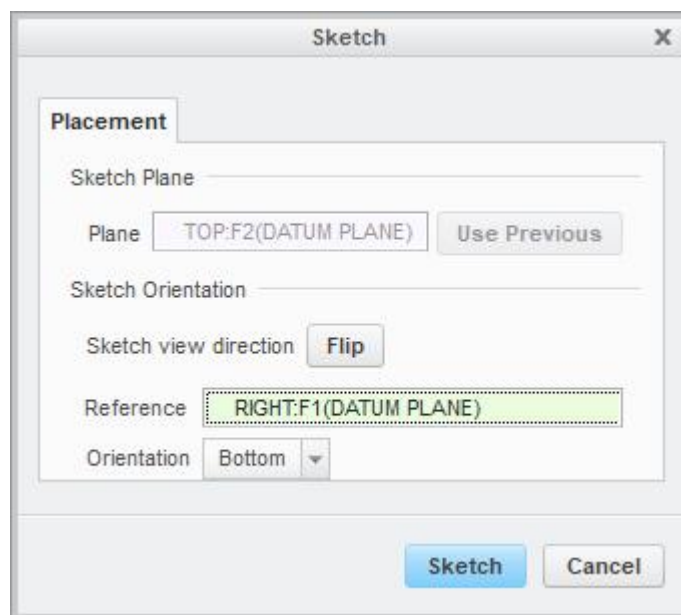 Sketch
Placement
Sketch Plane
Plane TOP:F2(DATUM PLANE) Use Previous
Sketch Orientation
Sketch view direction Flip
Reference RIGHT:F1(DATUM PLANE)
Orientation Bottom
Sketch Cancel